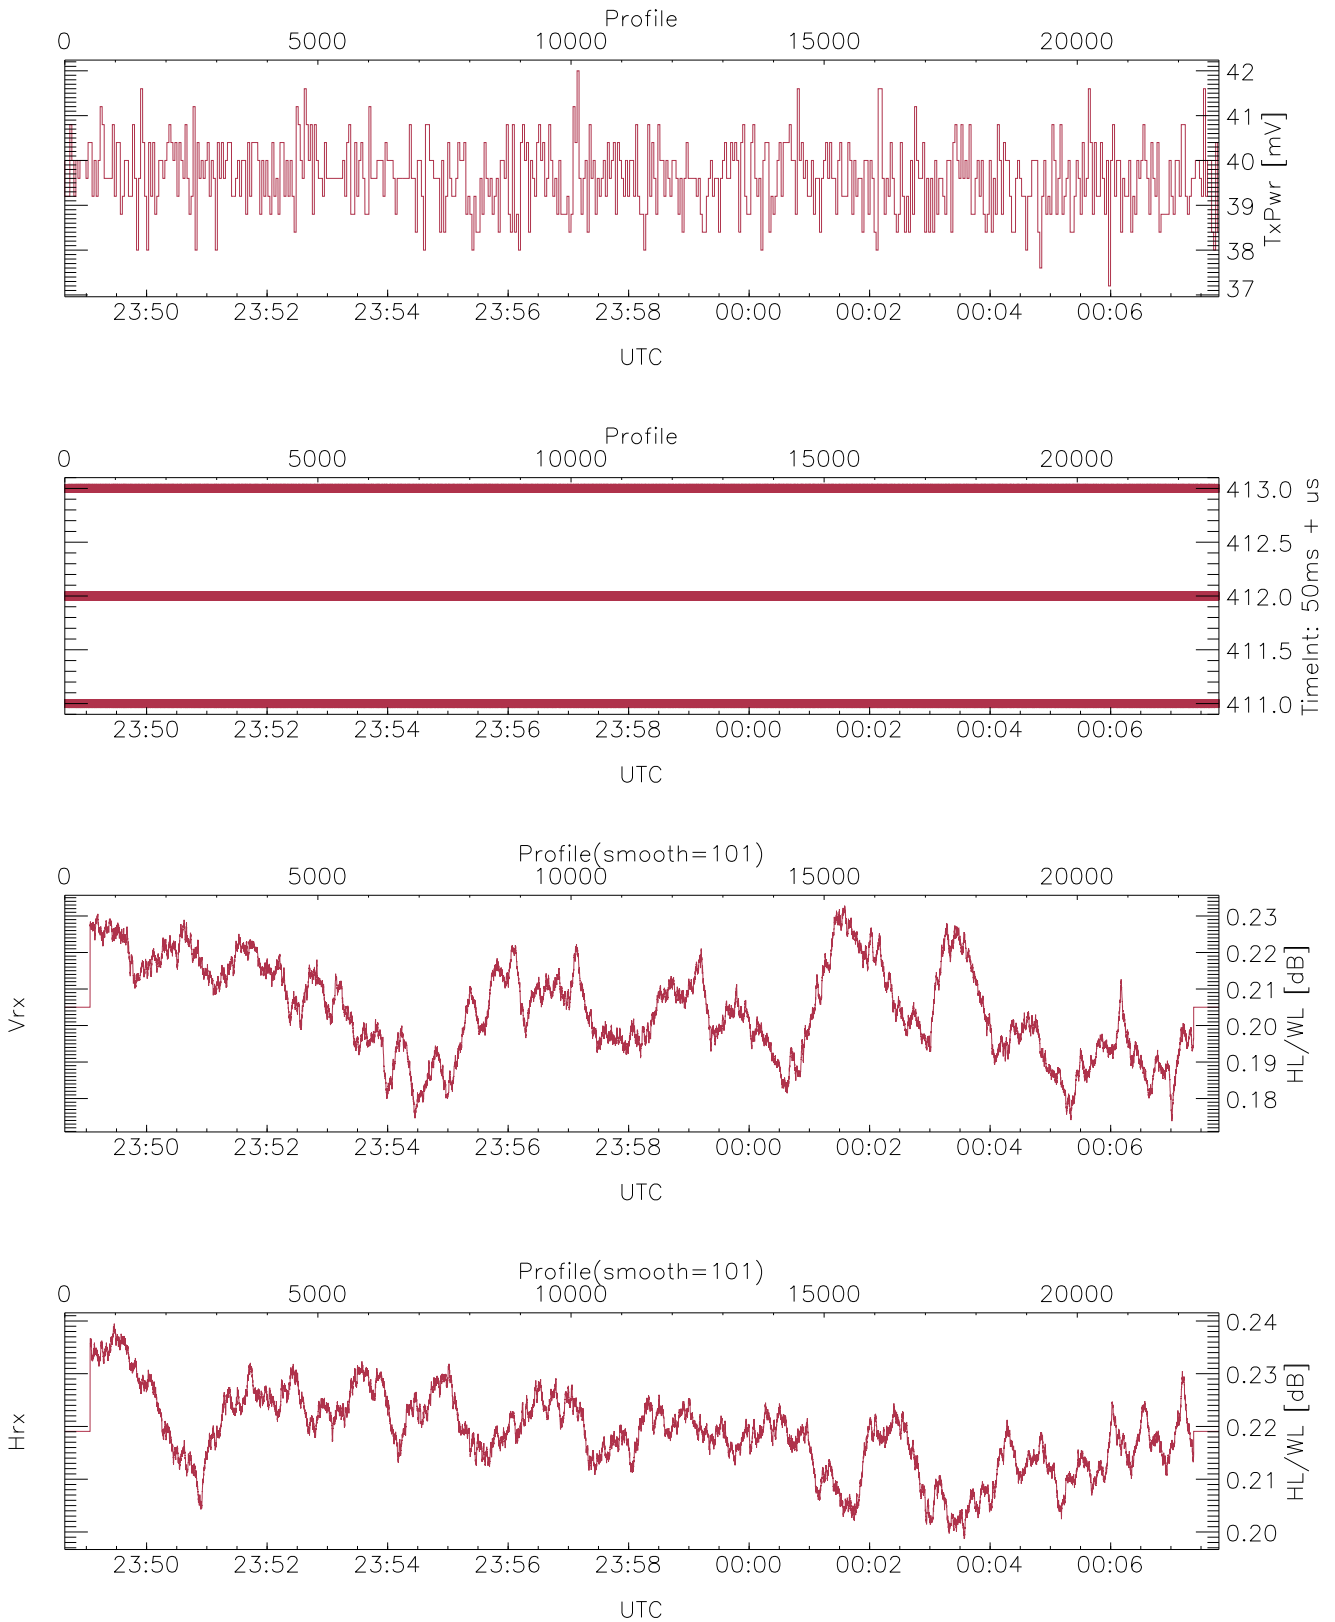 Profile
0 5000 10000 15000 20000
42
41
40
39
38
37
TxPwr [mV]
23:50 23:52 23:54 23:56 23:58 00:00 00:02 00:04 00:06
UTC
Profile
0 5000 10000 15000 20000
413.0
412.5
412.0
411.5
411.0
TimeInt: 50ms + us
23:50 23:52 23:54 23:56 23:58 00:00 00:02 00:04 00:06
UTC
Profile(smooth=101)
0 5000 10000 15000 20000
Vrx
0.23
0.22
0.21
0.20
0.19
0.18
HL/WL [dB]
23:50 23:52 23:54 23:56 23:58 00:00 00:02 00:04 00:06
UTC
Profile(smooth=101)
0 5000 10000 15000 20000
Hrx
0.24
0.23
0.22
0.21
0.20
HL/WL [dB]
23:50 23:52 23:54 23:56 23:58 00:00 00:02 00:04 00:06
UTC